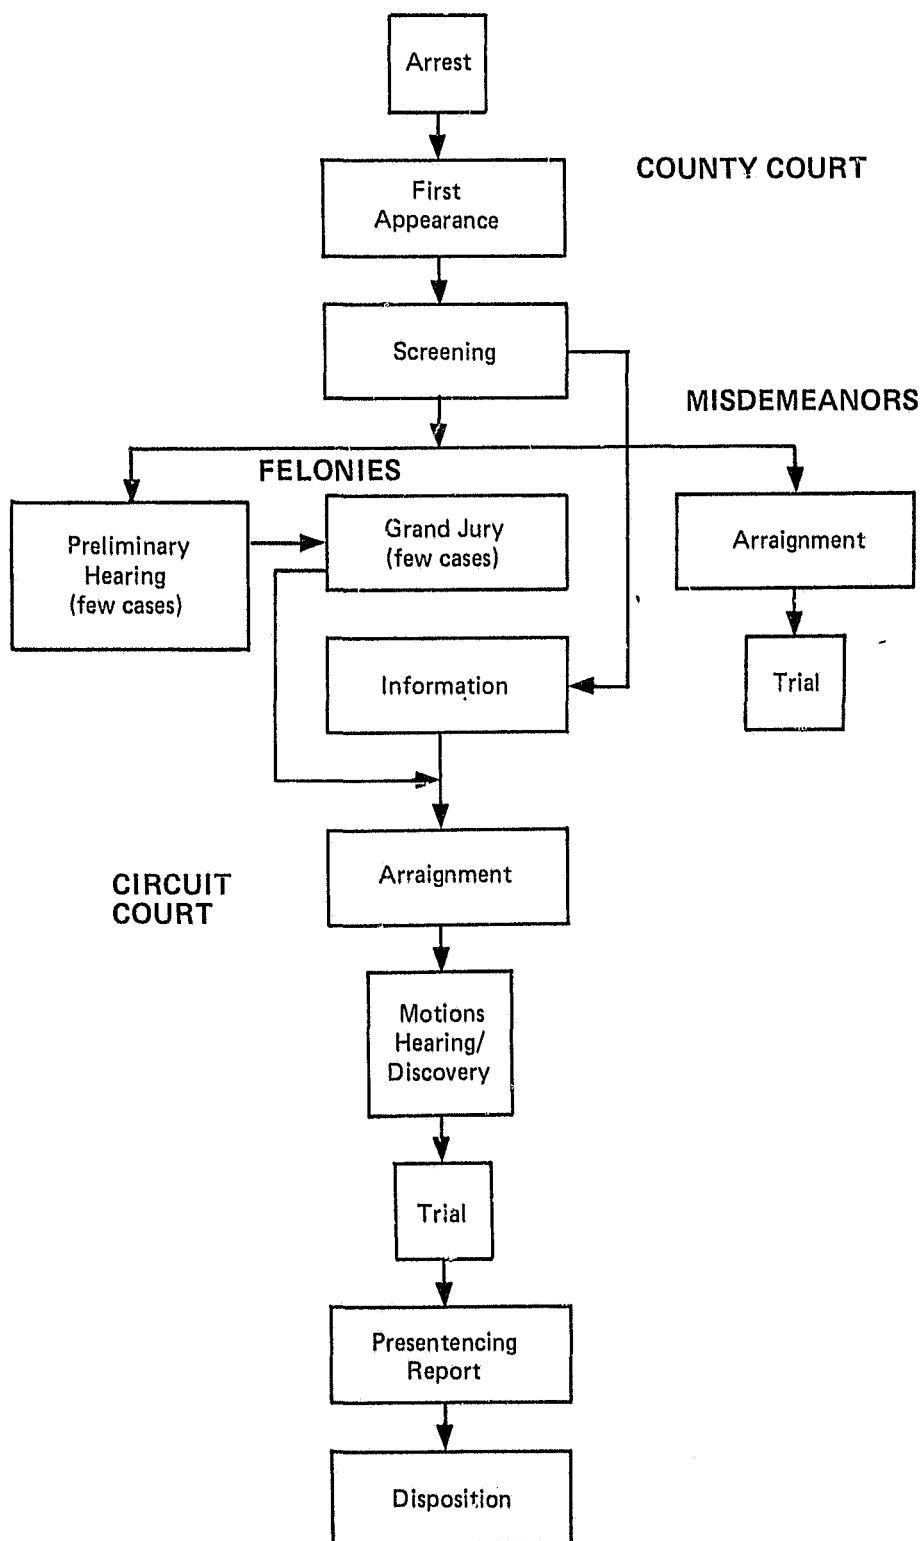 Arrest
COUNTY COURT
First
Appearance
Screening
MISDEMEANORS
FELONIES
Preliminary
Hearing
(few cases)
Grand Jury
(few cases)
Arraignment
Information
Trial
CIRCUIT
COURT
Arraignment
Motions
Hearing/
Discovery
Trial
Presentencing
Report
Disposition